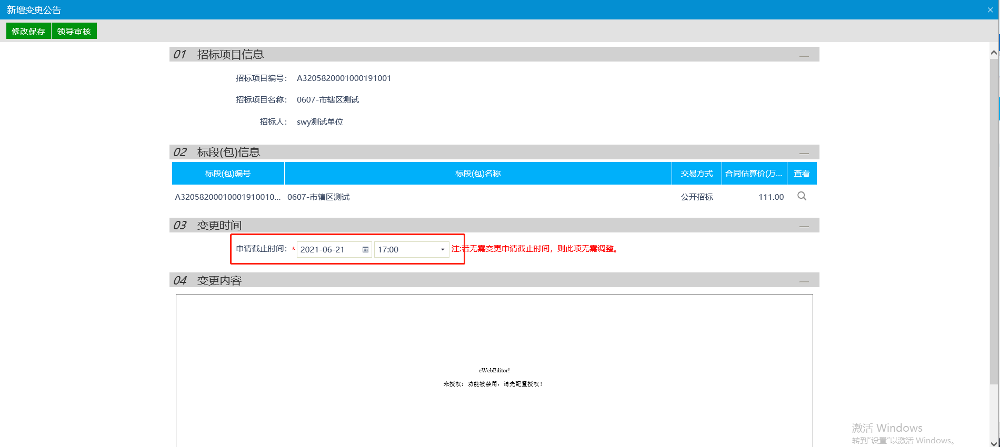 新增变更公告
修改保存 领导审核
01 招标项目信息
招标项目编号： A3205820001000191001
招标项目名称： 0607-市辖区测试
招标人： swy测试单位
02 标段(包)信息
标段(包)编号 标段(包)名称 交易方式 合同估算价(万... 查看
A32058200010001910010... 0607-市辖区测试 公开招标 111.00
03 变更时间
申请截止时间：* 2021-06-21 17:00 注:若无需变更申请截止时间，则此项无需调整。
04 变更内容
eWebEditor!
未授权：功能被禁用，请先配置授权！
激活 Windows
转到"设置"以激活 Windows。